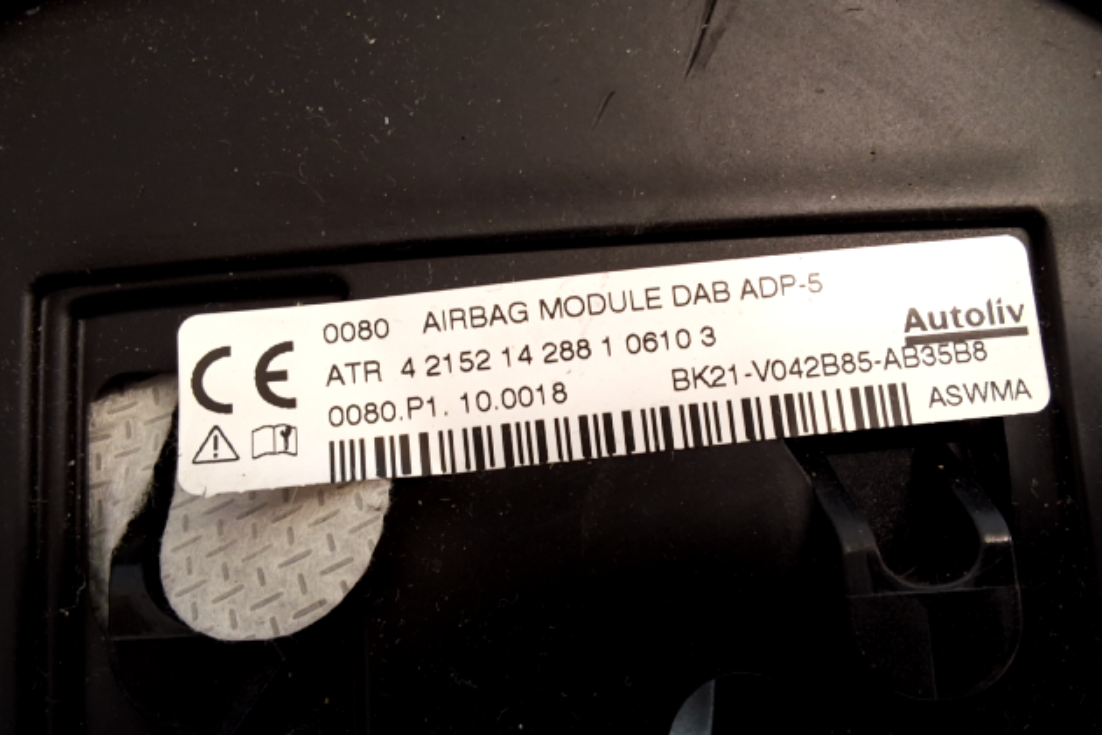 CE
0080 AIRBAG MODULE DAB ADP-5
Autoliv
ATR 4 2152 14 288 1 0610 3
BK21-V042B85-AB35B8
0080.P1. 10.0018
ASWMA